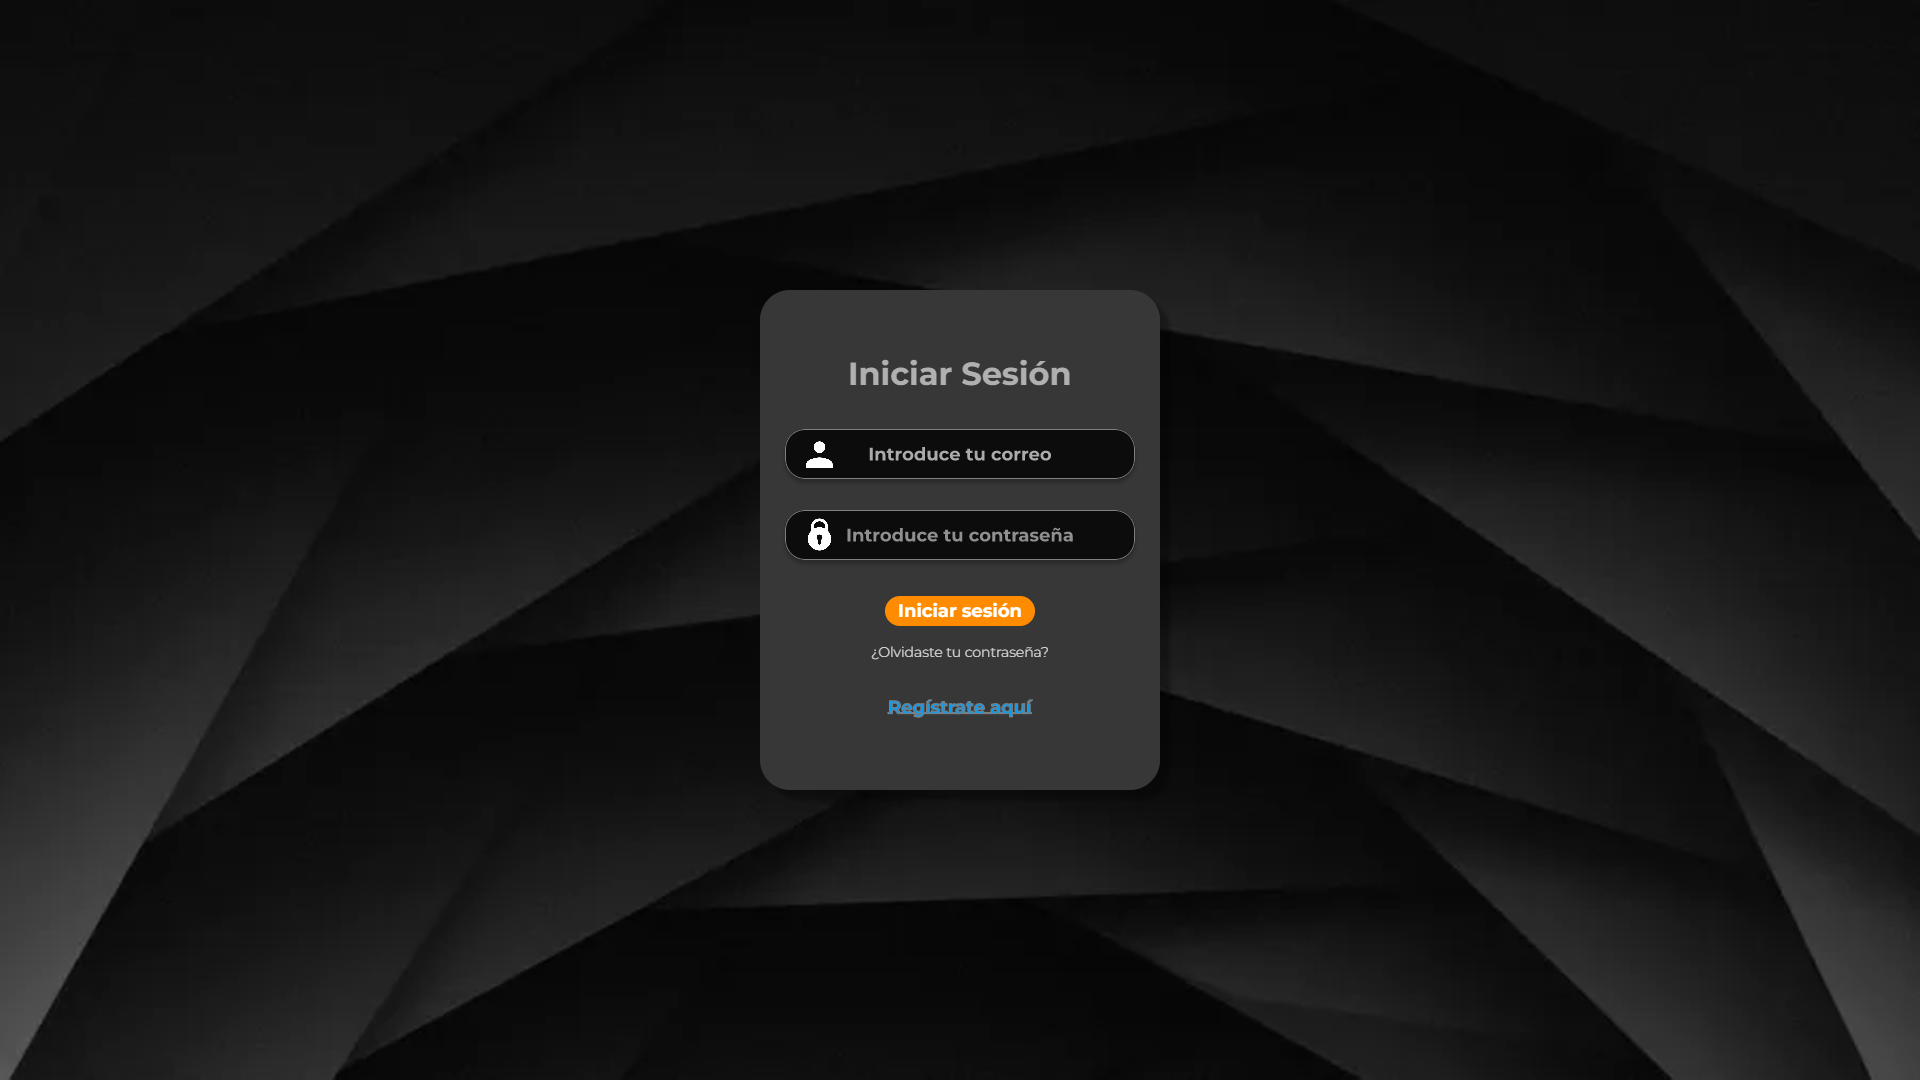 Iniciar Sesión
Introduce tu correo
Introduce tu contraseña
Iniciar sesión
¿Olvidaste tu contraseña?
Regístrate aquí